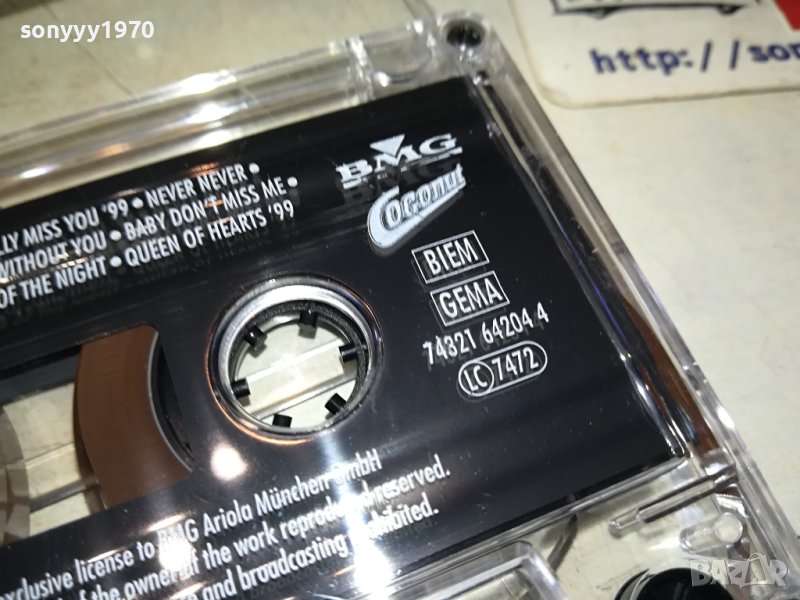 sonyyy1970
http://son
BMG
Coconut
MISS YOU '99 • NEVER NEVER •
WITHOUT YOU • BABY DON'T MISS ME •
OF THE NIGHT • QUEEN OF HEARTS '99
BIEM
GEMA
74321 64204 4
LC 7472
exclusive license to BMG Ariola München GmbH
of the owner of the work reproduced reserved.
and broadcasting prohibited.
BAZAR